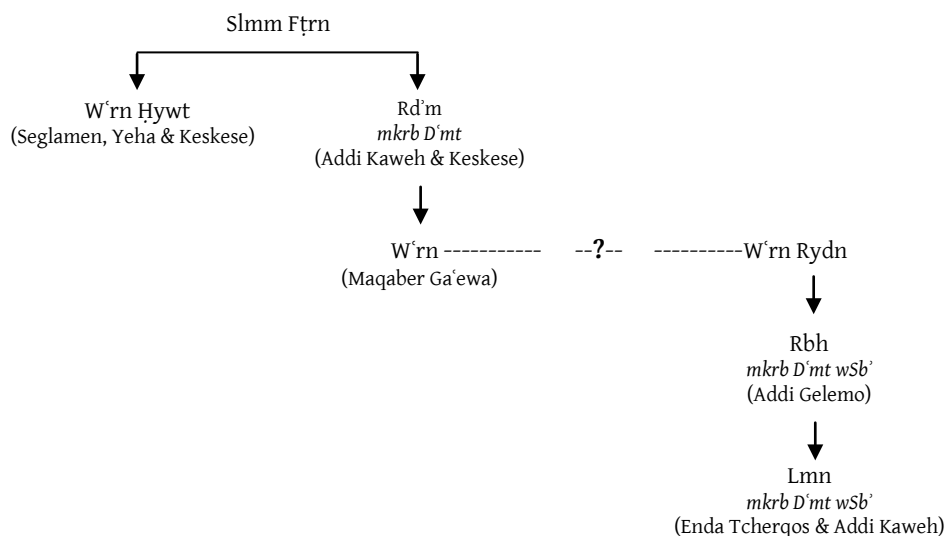 Slmm Fṭrn
Wʿrn Ḥywt
(Seglamen, Yeha & Keskese)
Rdʾm
mkrb Dʿmt
(Addi Kaweh & Keskese)
Wʿrn ----------- --?-- ----------Wʿrn Rydn
(Maqaber Gaʿewa)
Rbh
mkrb Dʿmt wSbʾ
(Addi Gelemo)
Lmn
mkrb Dʿmt wSbʾ
(Enda Tcherqos & Addi Kaweh)